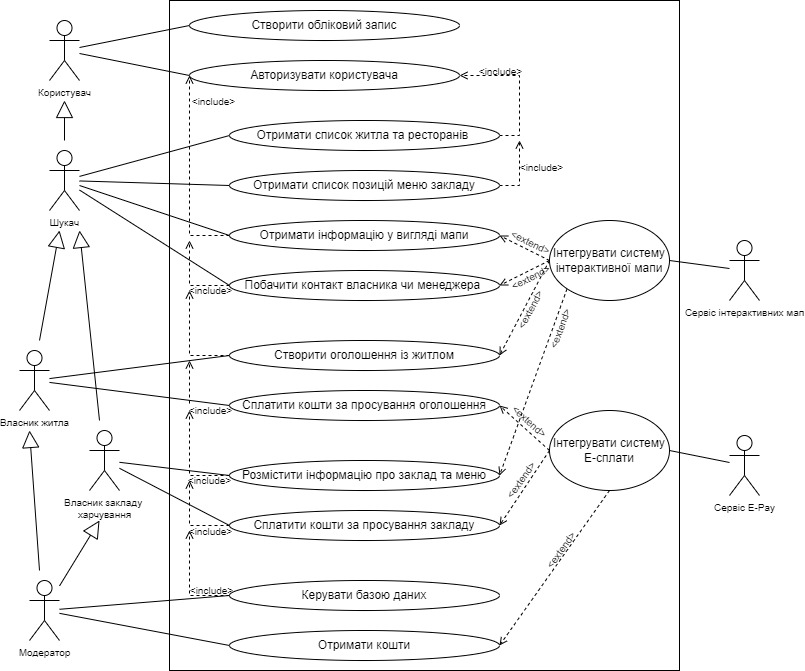 Створити обліковий запис
Користувач
Авторизувати користувача
<include>
<include>
Отримати список житла та ресторанів
<include>
Отримати список позицій меню закладу
Шукач
Отримати інформацію у вигляді мапи
<extend>
Інтегрувати систему
інтерактивної мапи
Побачити контакт власника чи менеджера
<include>
<extend>
<extend>
<extend>
Сервіс інтерактивних мап
Створити оголошення із житлом
Власник житла
Сплатити кошти за просування оголошення
<include>
<extend>
Інтегрувати систему
Е-сплати
Розмістити інформацію про заклад та меню
<include>
<extend>
Власник закладу
харчування
Сервіс E-Pay
Сплатити кошти за просування закладу
<include>
<extend>
Керувати базою даних
<include>
Модератор
Отримати кошти